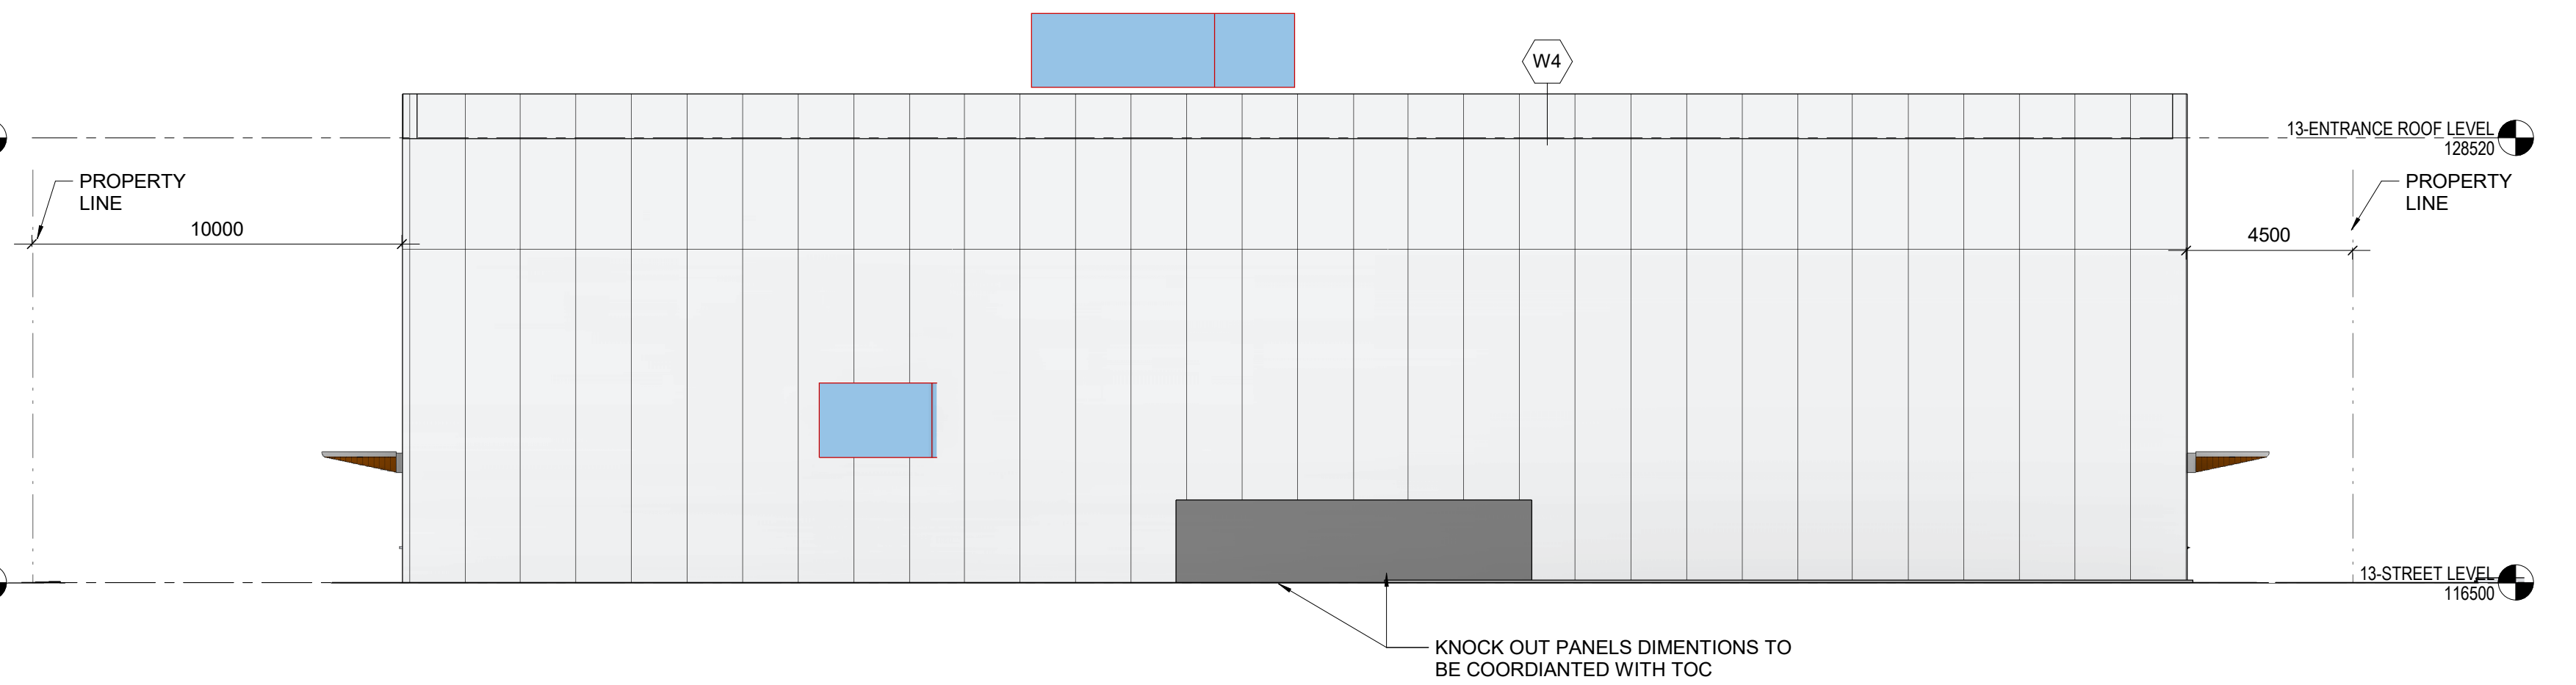 W4
13-ENTRANCE ROOF LEVEL
128520
PROPERTY
LINE
PROPERTY
LINE
10000
4500
13-STREET LEVEL
116500
KNOCK OUT PANELS DIMENTIONS TO
BE COORDIANTED WITH TOC